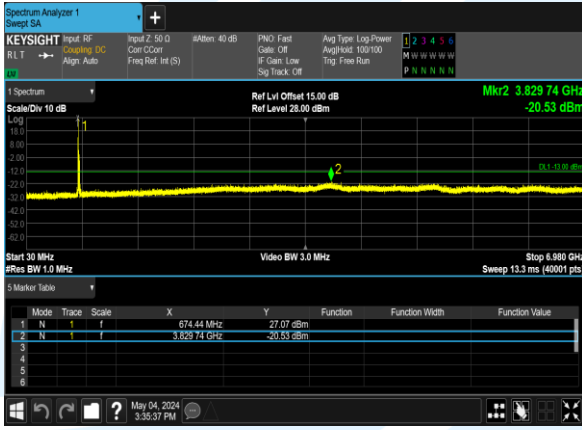 Spectrum Analyzer 1
Swept SA
+
KEYSIGHT Input: RF Input Z: 50 Ω #Atten: 40 dB PNO: Fast Avg Type: Log-Power 1 2 3 4 5 6
RLT Coupling: DC Corr CCorr Gate: Off Avg|Hold: 100/100 M W W W W W
Align: Auto Freq Ref: Int (S) IF Gain: Low Trig: Free Run
Sig Track: Off P N N N N N
1 Spectrum Ref Lvl Offset 15.00 dB Mkr2 3.829 74 GHz
Scale/Div 10 dB Ref Level 28.00 dBm -20.53 dBm
Log
18.0
8.00
-2.00
-12.0
-22.0
-32.0
-42.0
-52.0
-62.0
1
2
DL1 -13.00 dBm
Start 30 MHz Video BW 3.0 MHz Stop 6.980 GHz
#Res BW 1.0 MHz Sweep 13.3 ms (40001 pts
5 Marker Table
Mode Trace Scale X Y Function Function Width Function Value
1 N 1 f 674.44 MHz 27.07 dBm
2 N 1 f 3.829 74 GHz -20.53 dBm
3
4
5
6
? May 04, 2024
3:35:37 PM